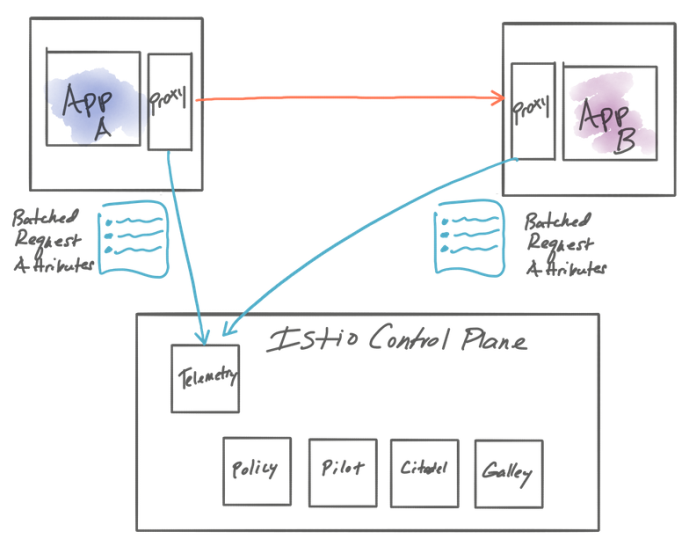 App
A
Proxy
Proxy
App
B
Batched
Request
Attributes
Batched
Request
Attributes
Istio Control Plane
Telemetry
Policy
Pilot
Citadel
Galley